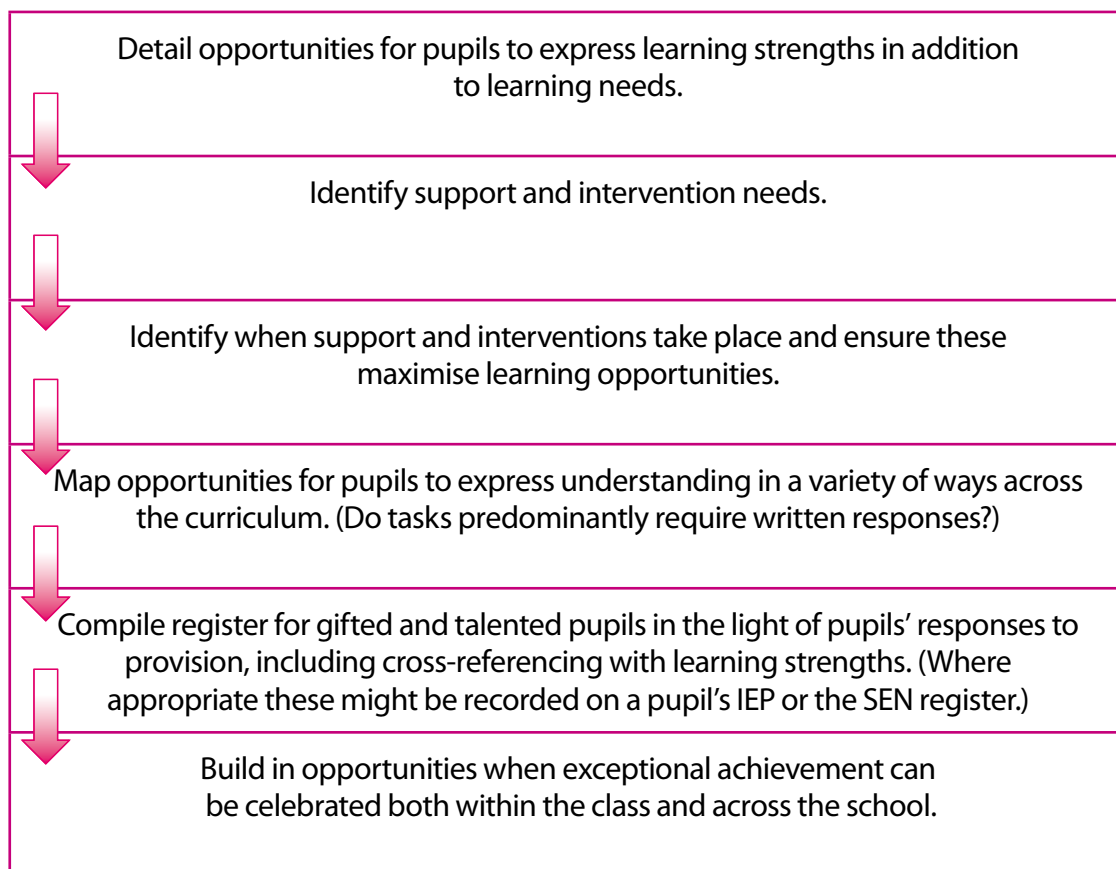 Detail opportunities for pupils to express learning strengths in addition
to learning needs.
Identify support and intervention needs.
Identify when support and interventions take place and ensure these
maximise learning opportunities.
Map opportunities for pupils to express understanding in a variety of ways across
the curriculum. (Do tasks predominantly require written responses?)
Compile register for gifted and talented pupils in the light of pupils’ responses to
provision, including cross-referencing with learning strengths. (Where
appropriate these might be recorded on a pupil’s IEP or the SEN register.)
Build in opportunities when exceptional achievement can
be celebrated both within the class and across the school.